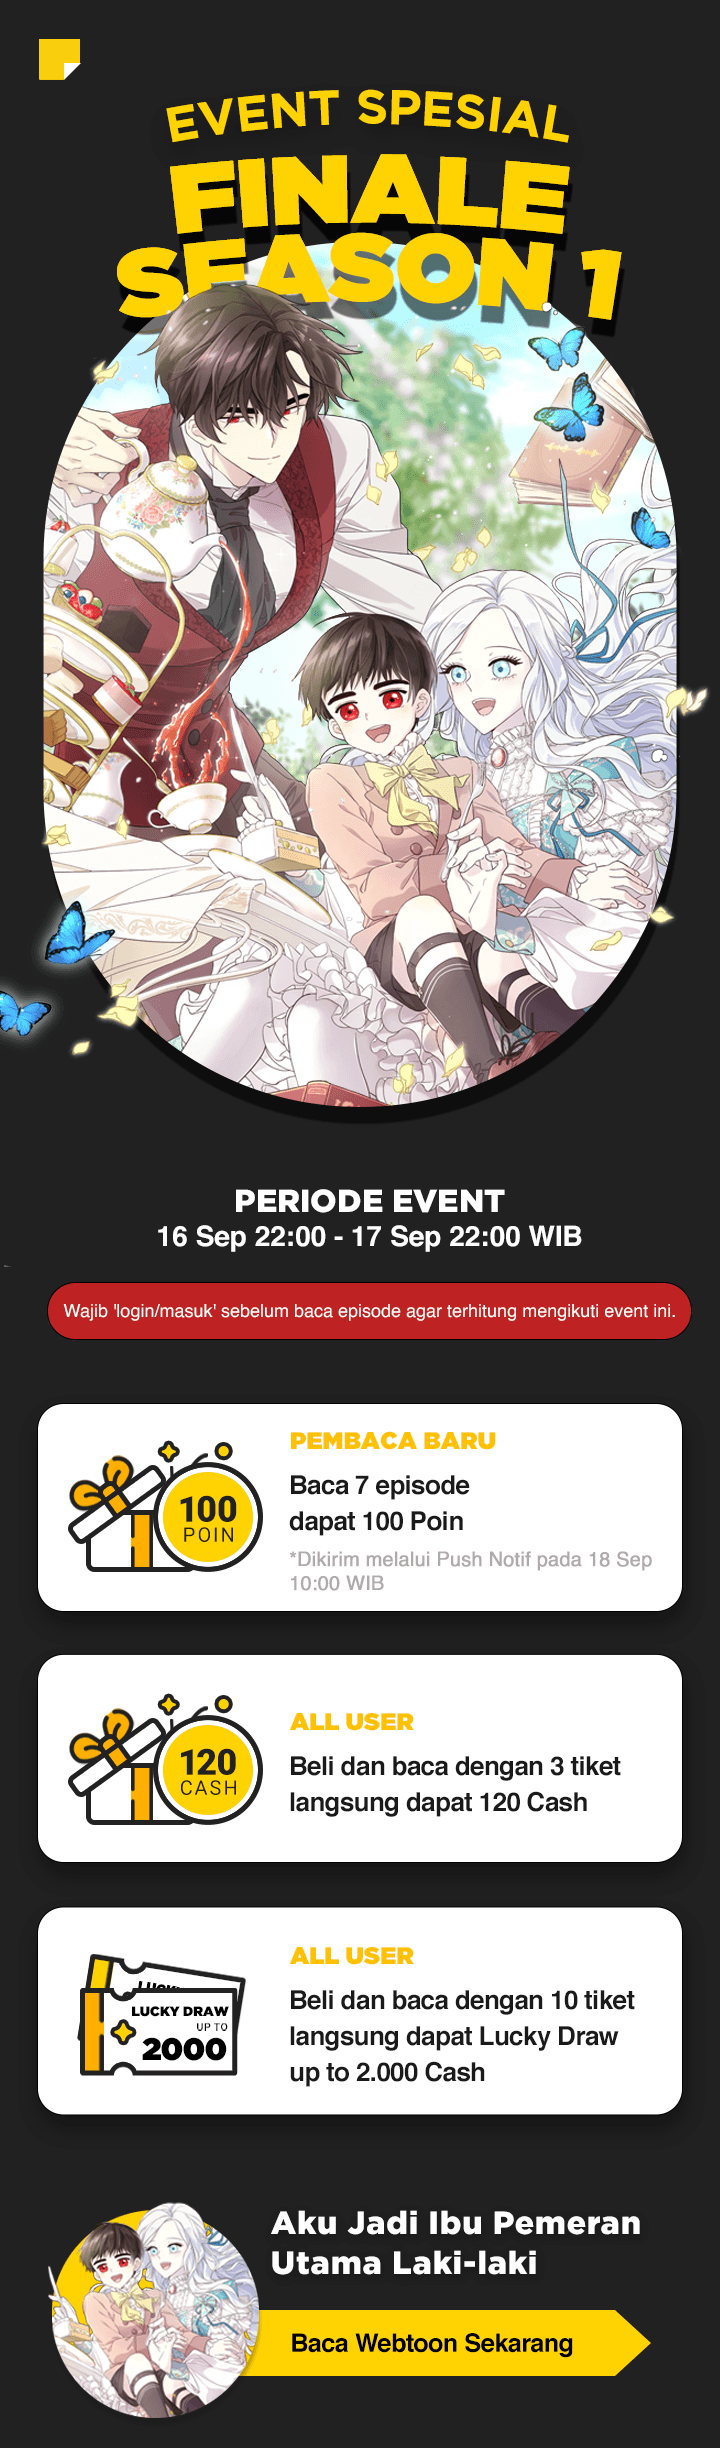 EVENT SPESIAL
FINALE
SEASON 1
PERIODE EVENT
16 Sep 22:00 - 17 Sep 22:00 WIB
Wajib 'login/masuk' sebelum baca episode agar terhitung mengikuti event ini.
PEMBACA BARU
100
POIN
Baca 7 episode
dapat 100 Poin
*Dikirim melalui Push Notif pada 18 Sep
10:00 WIB
ALL USER
120
CASH
Beli dan baca dengan 3 tiket
langsung dapat 120 Cash
ALL USER
LUCKY DRAW
UP TO
2000
Beli dan baca dengan 10 tiket
langsung dapat Lucky Draw
up to 2.000 Cash
Aku Jadi Ibu Pemeran
Utama Laki-laki
Baca Webtoon Sekarang